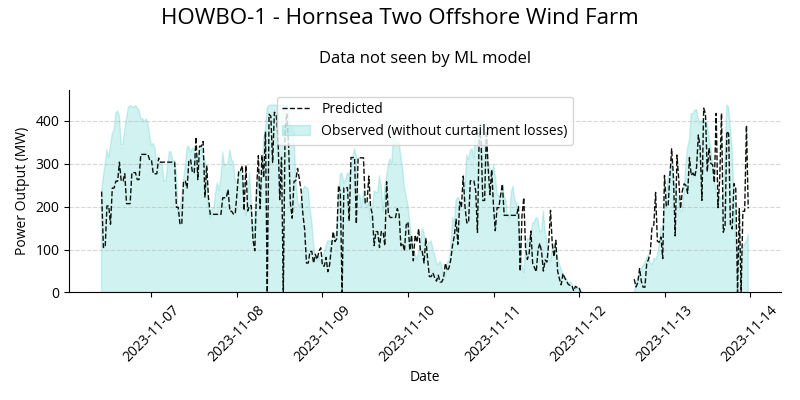 HOWBO-1 - Hornsea Two Offshore Wind Farm
Data not seen by ML model
Predicted
Observed (without curtailment losses)
Power Output (MW)
400
300
200
100
0
2023-11-07
2023-11-08
2023-11-09
2023-11-10
2023-11-11
2023-11-12
2023-11-13
2023-11-14
Date